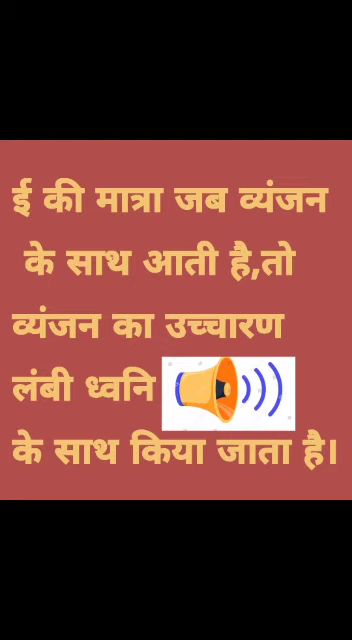 ई की मात्रा जब व्यंजन
के साथ आती है,तो
व्यंजन का उच्चारण
लंबी ध्वनि
के साथ किया जाता है।